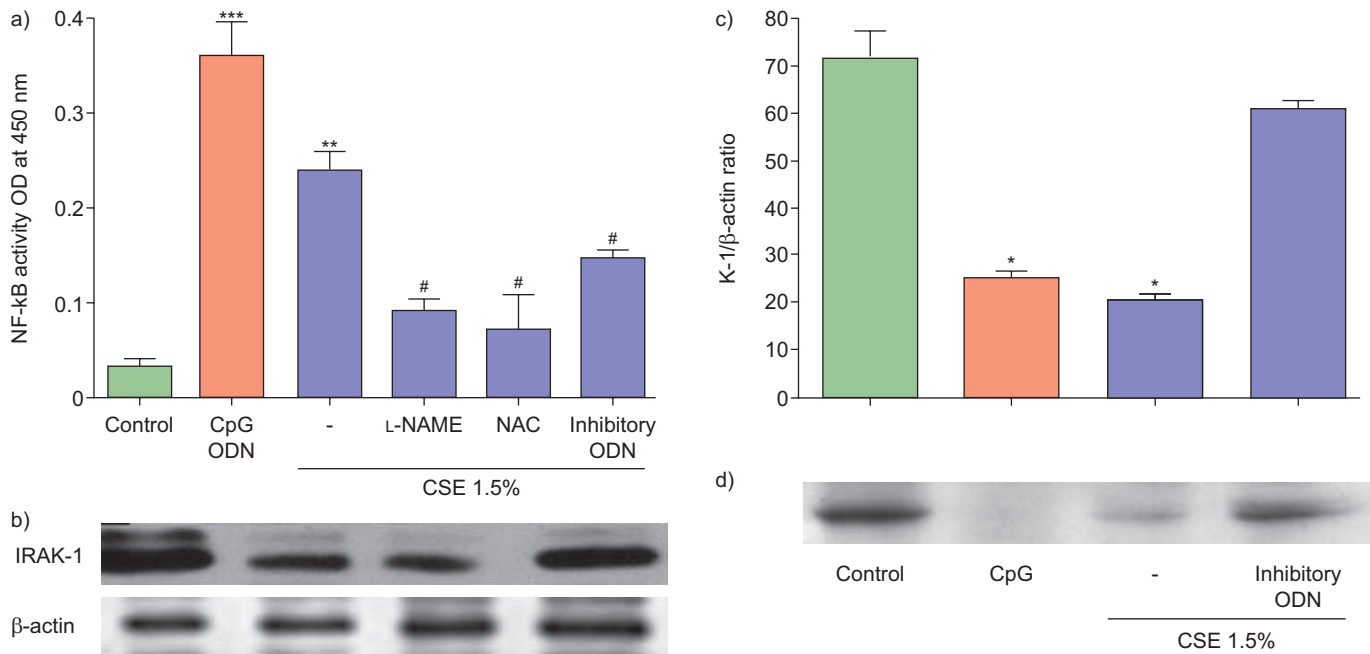 a)
NF-kB activity OD at 450 nm
0.4
0.3
0.2
0.1
0
***
**
#
#
#
Control
CpG
ODN
-
L-NAME
NAC
Inhibitory
ODN
CSE 1.5%
b)
IRAK-1
β-actin
c)
K-1/β-actin ratio
80
70
60
50
40
30
20
10
0
*
*
d)
Control
CpG
-
Inhibitory
ODN
CSE 1.5%